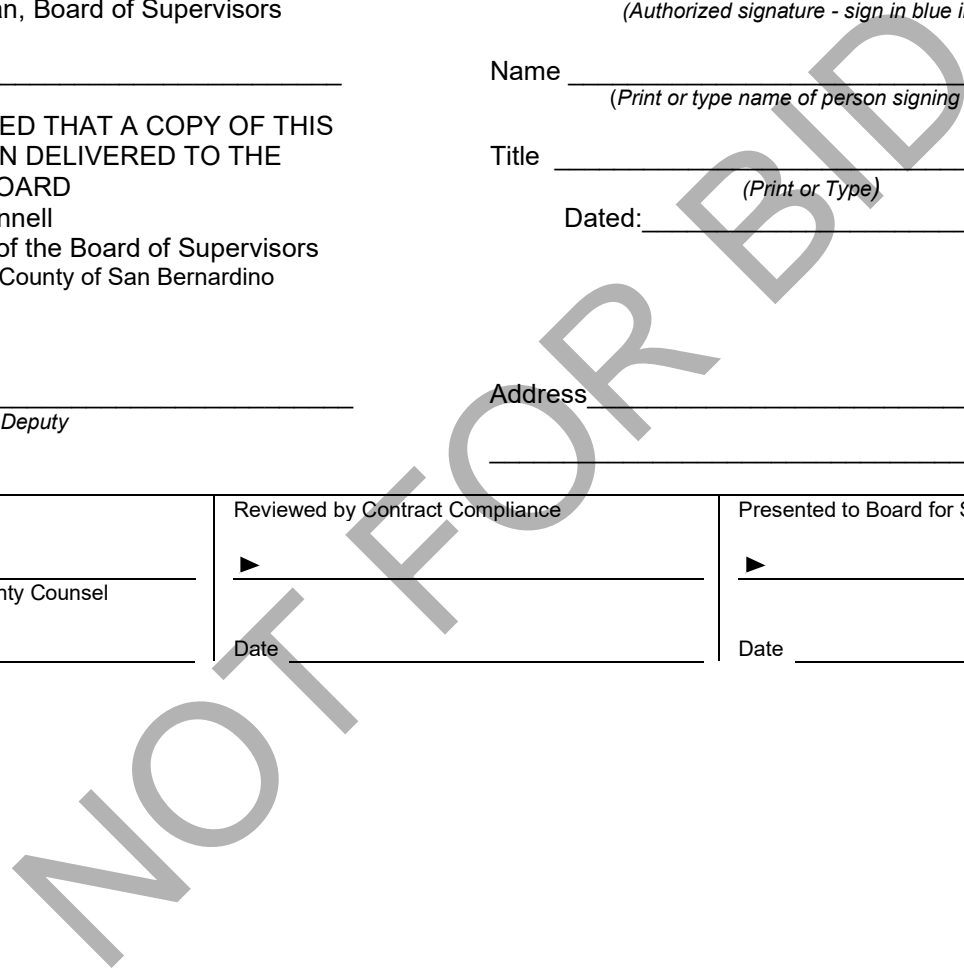 an, Board of Supervisors
(Authorized signature - sign in blue i
Name
(Print or type name of person signing
ED THAT A COPY OF THIS
N DELIVERED TO THE
OARD
nnell
of the Board of Supervisors
County of San Bernardino
Title
(Print or Type)
Dated:
Deputy
Address
nty Counsel
Reviewed by Contract Compliance
►
Date
Presented to Board for S
►
Date
NOT FOR BID